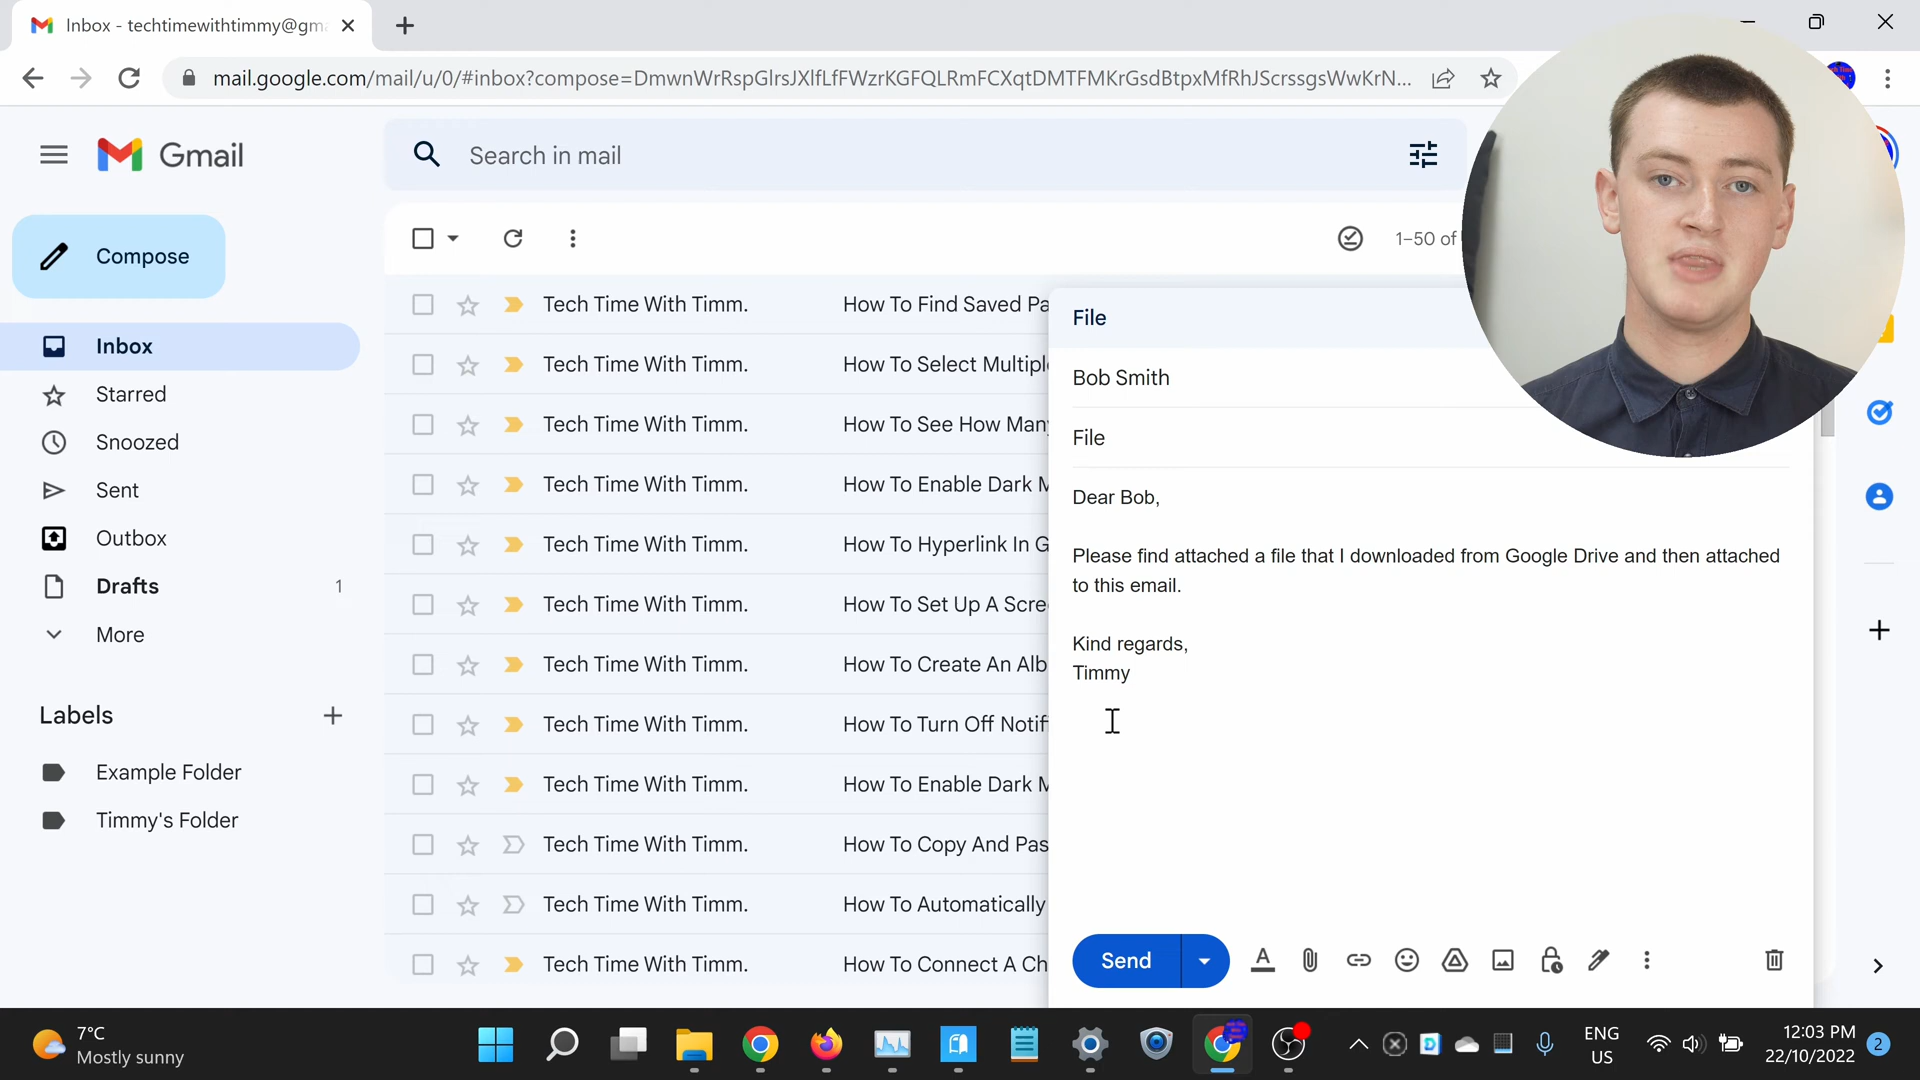 Inbox - techtimewithtimmy@gma
mail.google.com/mail/u/0/#inbox?compose=DmwnWrRspGlrsJXlfLfFWzrKGFQLRmFCXqtDMTFMKrGsdBtpxMfRhJScrssgsWwKrN...
Gmail
Search in mail
Compose
1–50 of
Inbox
Starred
Snoozed
Sent
Outbox
Drafts 1
More
Labels
Example Folder
Timmy's Folder
Tech Time With Timm. How To Find Saved Pa
Tech Time With Timm. How To Select Multiple
Tech Time With Timm. How To See How Many
Tech Time With Timm. How To Enable Dark M
Tech Time With Timm. How To Hyperlink In G
Tech Time With Timm. How To Set Up A Scree
Tech Time With Timm. How To Create An Alb
Tech Time With Timm. How To Turn Off Notif
Tech Time With Timm. How To Enable Dark M
Tech Time With Timm. How To Copy And Pas
Tech Time With Timm. How To Automatically
Tech Time With Timm. How To Connect A Ch
File
Bob Smith
File
Dear Bob,
Please find attached a file that I downloaded from Google Drive and then attached
to this email.
Kind regards,
Timmy
Send
7°C
Mostly sunny
ENG
US
12:03 PM
22/10/2022
2